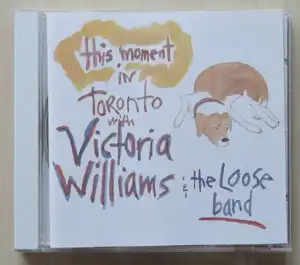 this moment
in
TORONTO
with
Victoria
Williams
& the Loose
band